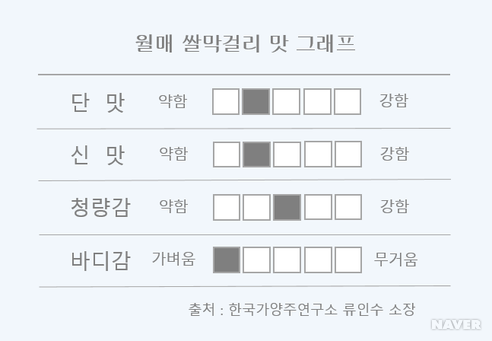 월매 쌀막걸리 맛 그래프
단 맛 약함 강함
신 맛 약함 강함
청량감 약함 강함
바디감 가벼움 무거움
출처 : 한국가양주연구소 류인수 소장
NAVER